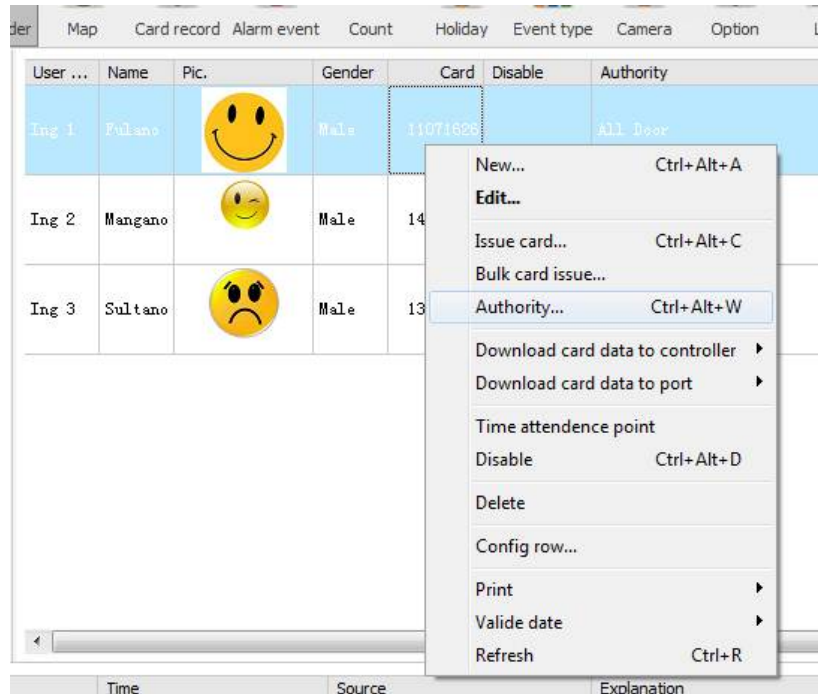 der Map Card record Alarm event Count Holiday Event type Camera Option L
User ... Name Pic. Gender Card Disable Authority
Ing 1 Fulano Male 11071626 All Door
New... Ctrl+Alt+A
Edit...
Ing 2 Mangano Male 14
Issue card... Ctrl+Alt+C
Bulk card issue...
Ing 3 Sultano Male 13
Authority... Ctrl+Alt+W
Download card data to controller
Download card data to port
Time attendence point
Disable Ctrl+Alt+D
Delete
Config row...
Print
Valide date
Refresh Ctrl+R
Time Source Explanation